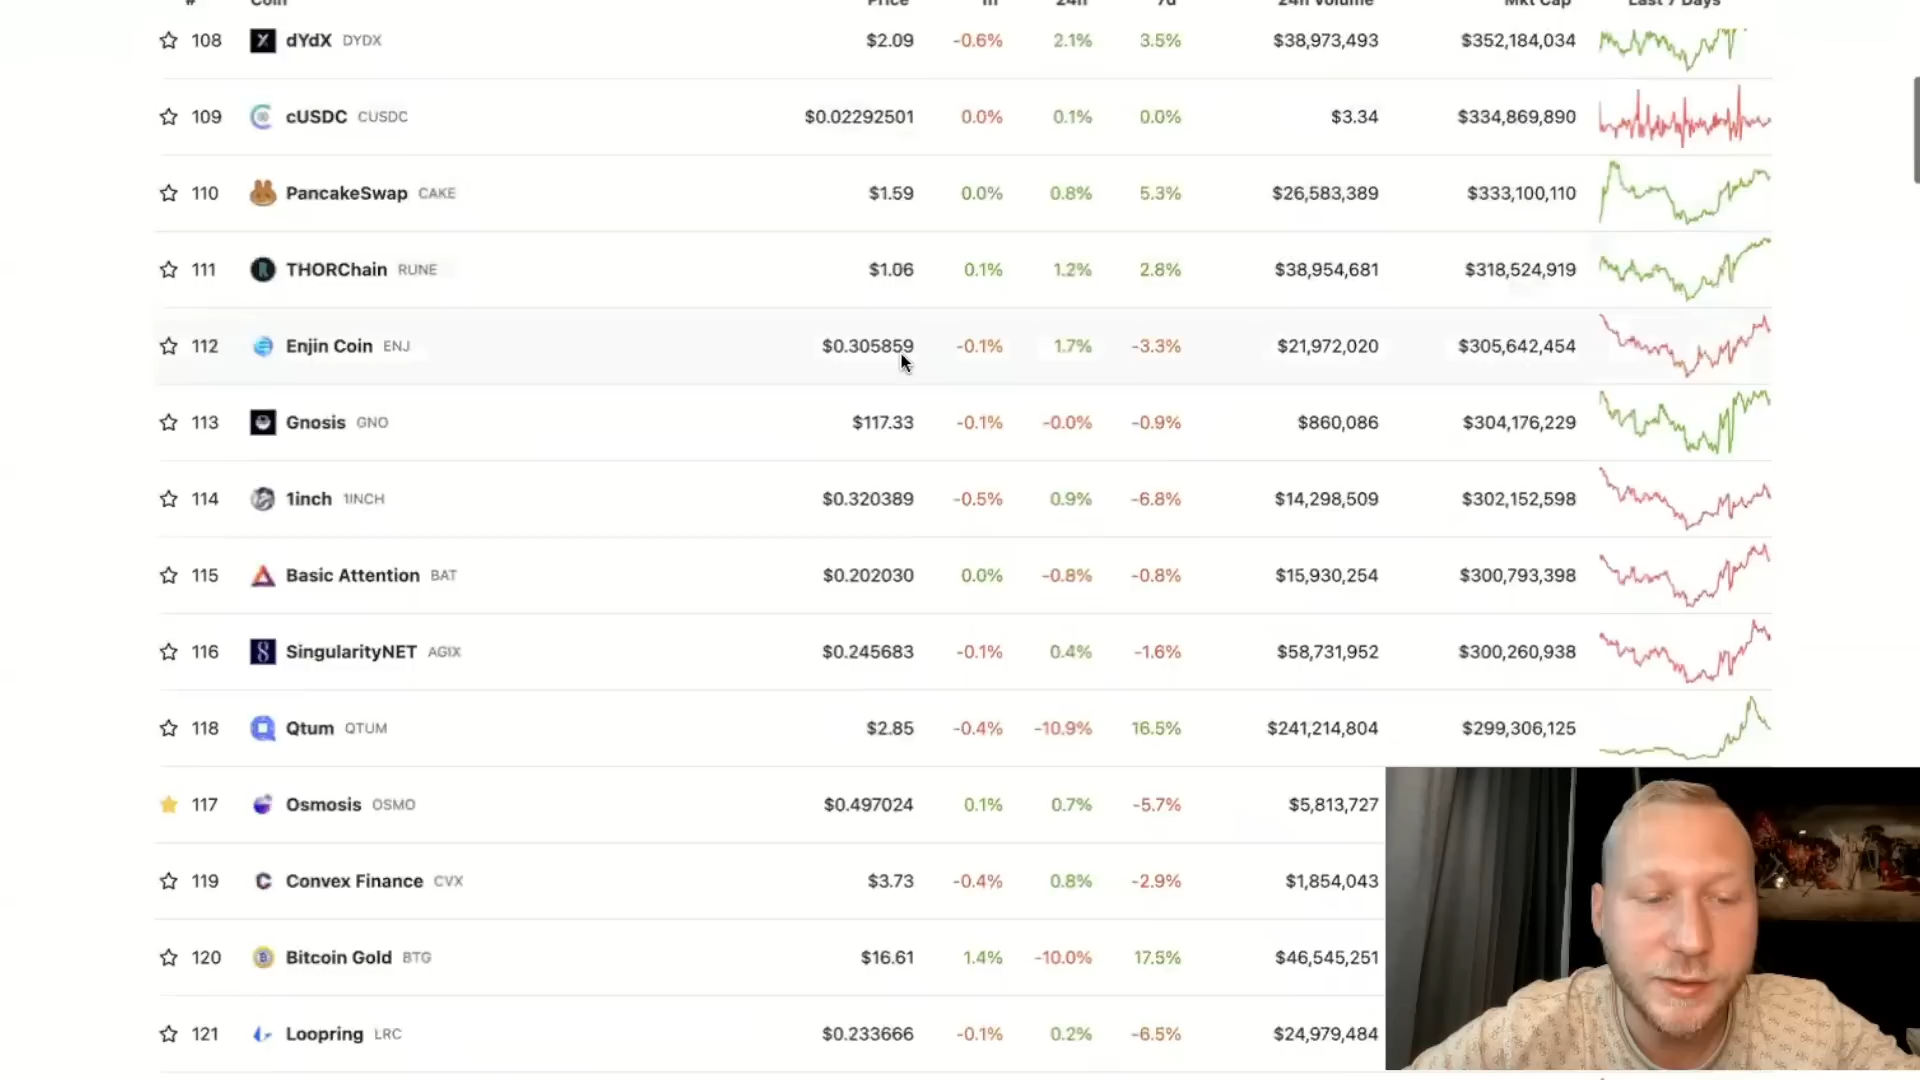 # Coin Price 1h 24h 7d 24h Volume Mkt Cap Last 7 Days
108 dYdX DYDX $2.09 -0.6% 2.1% 3.5% $38,973,493 $352,184,034
109 cUSDC CUSDC $0.02292501 0.0% 0.1% 0.0% $3.34 $334,869,890
110 PancakeSwap CAKE $1.59 0.0% 0.8% 5.3% $26,583,389 $333,100,110
111 THORChain RUNE $1.06 0.1% 1.2% 2.8% $38,954,681 $318,524,919
112 Enjin Coin ENJ $0.305859 -0.1% 1.7% -3.3% $21,972,020 $305,642,454
113 Gnosis GNO $117.33 -0.1% -0.0% -0.9% $860,086 $304,176,229
114 1inch 1INCH $0.320389 -0.5% 0.9% -6.8% $14,298,509 $302,152,598
115 Basic Attention BAT $0.202030 0.0% -0.8% -0.8% $15,930,254 $300,793,398
116 SingularityNET AGIX $0.245683 -0.1% 0.4% -1.6% $58,731,952 $300,260,938
118 Qtum QTUM $2.85 -0.4% -10.9% 16.5% $241,214,804 $299,306,125
117 Osmosis OSMO $0.497024 0.1% 0.7% -5.7% $5,813,727
119 Convex Finance CVX $3.73 -0.4% 0.8% -2.9% $1,854,043
120 Bitcoin Gold BTG $16.61 1.4% -10.0% 17.5% $46,545,251
121 Loopring LRC $0.233666 -0.1% 0.2% -6.5% $24,979,484